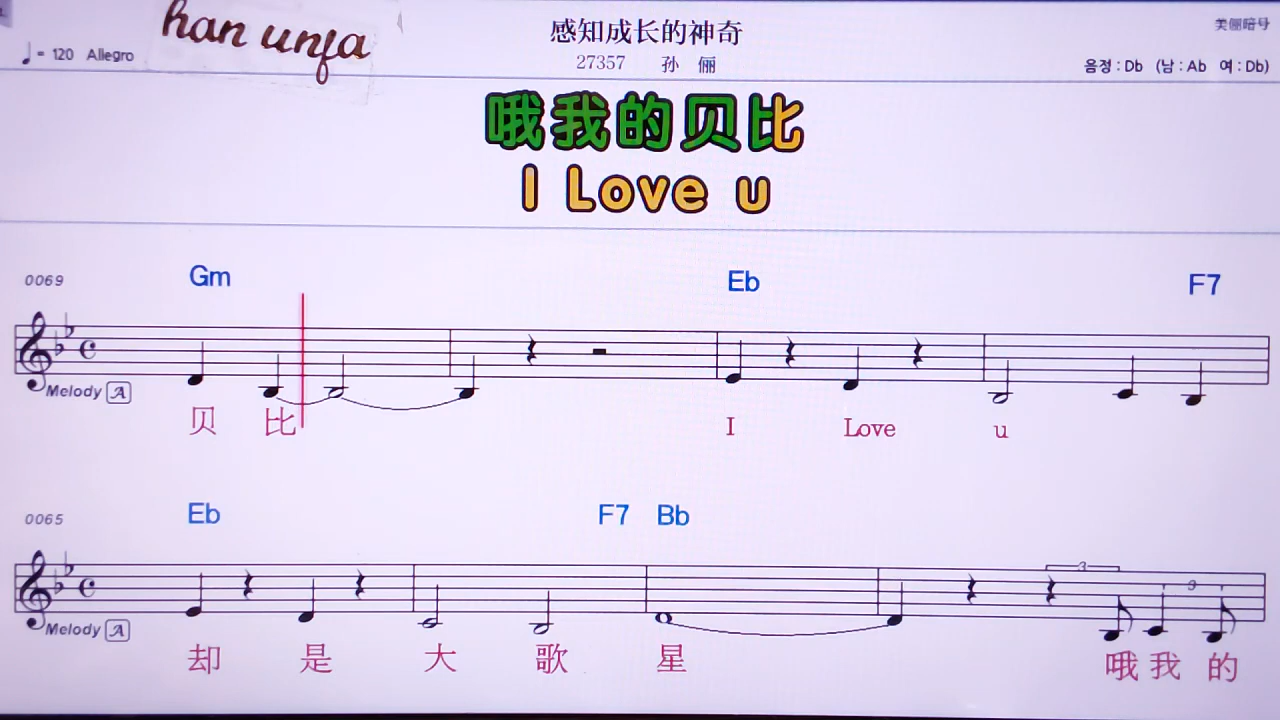 han unja
感知成长的神奇
美俪暗号
♩= 120 Allegro
27357 孙 俪
음정 : Db (남 : Ab 여 : Db)
哦我的贝比
I Love u
0069 Gm Eb F7
Melody A
贝 比 I Love u
0065 Eb F7 Bb
3 3
Melody A
却 是 大 歌 星 哦 我 的